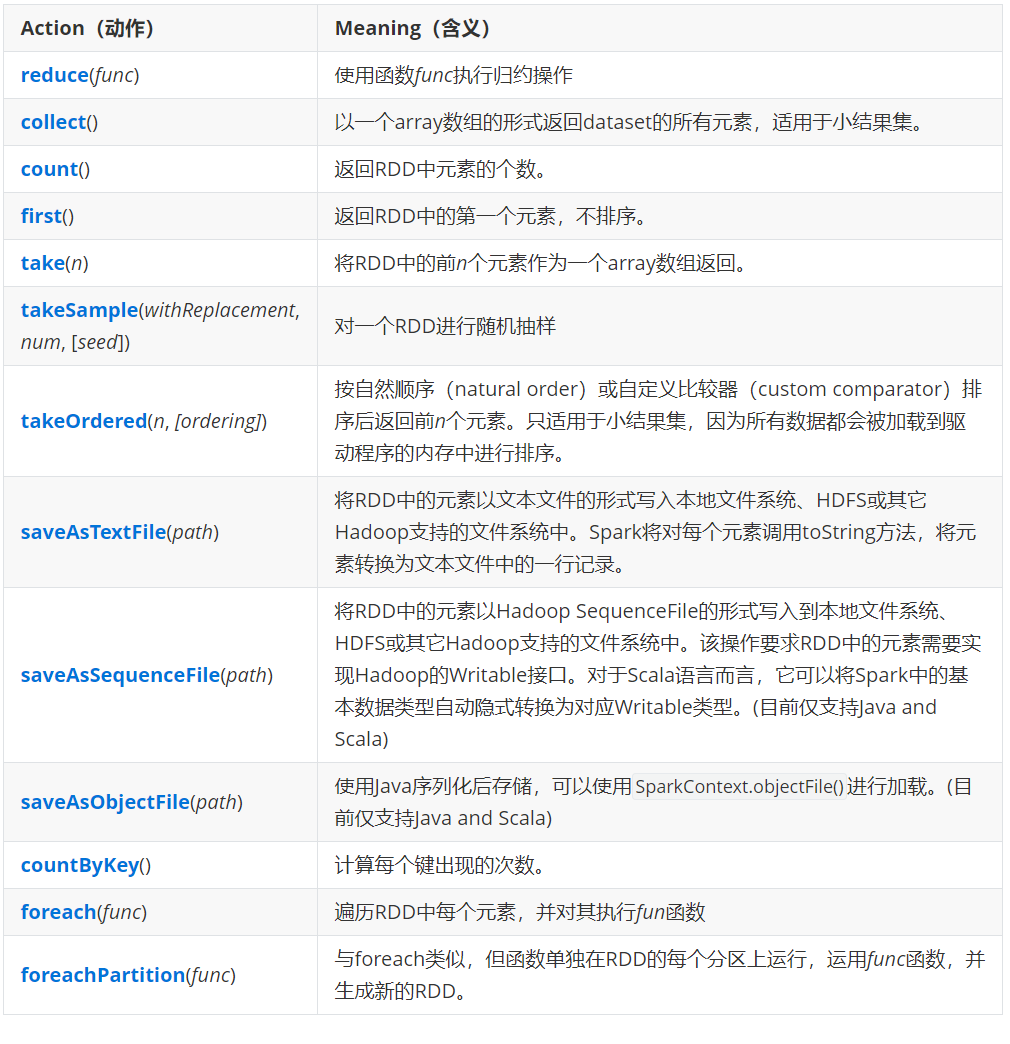 Action（动作） Meaning（含义）
reduce(func) 使用函数func执行归约操作
collect() 以一个array数组的形式返回dataset的所有元素，适用于小结果集。
count() 返回RDD中元素的个数。
first() 返回RDD中的第一个元素，不排序。
take(n) 将RDD中的前n个元素作为一个array数组返回。
takeSample(withReplacement,
num, [seed])
对一个RDD进行随机抽样
takeOrdered(n, [ordering])
按自然顺序（natural order）或自定义比较器（custom comparator）排
序后返回前n个元素。只适用于小结果集，因为所有数据都会被加载到驱
动程序的内存中进行排序。
saveAsTextFile(path)
将RDD中的元素以文本文件的形式写入本地文件系统、HDFS或其它
Hadoop支持的文件系统中。Spark将对每个元素调用toString方法，将元
素转换为文本文件中的一行记录。
saveAsSequenceFile(path)
将RDD中的元素以Hadoop SequenceFile的形式写入到本地文件系统、
HDFS或其它Hadoop支持的文件系统中。该操作要求RDD中的元素需要实
现Hadoop的Writable接口。对于Scala语言而言，它可以将Spark中的基
本数据类型自动隐式转换为对应Writable类型。(目前仅支持Java and
Scala)
saveAsObjectFile(path)
使用Java序列化后存储，可以使用SparkContext.objectFile()进行加载。(目
前仅支持Java and Scala)
countByKey() 计算每个键出现的次数。
foreach(func) 遍历RDD中每个元素，并对其执行fun函数
foreachPartition(func)
与foreach类似，但函数单独在RDD的每个分区上运行，运用func函数，并
生成新的RDD。